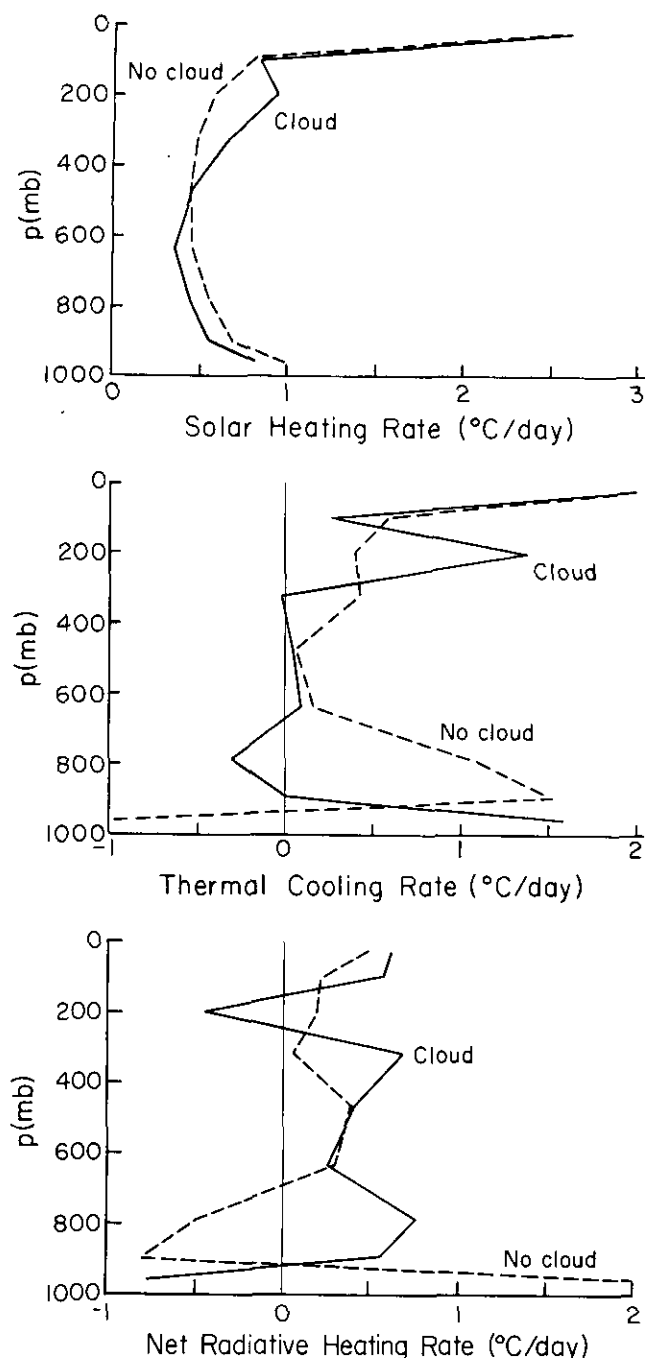 0
200
400
600
800
1000
p(mb)
No cloud
Cloud
0 1 2 3
Solar Heating Rate (°C/day)
0
200
400
600
800
1000
p(mb)
Cloud
No cloud
-1 0 1 2
Thermal Cooling Rate (°C/day)
0
200
400
600
800
1000
p(mb)
Cloud
No cloud
-1 0 1 2
Net Radiative Heating Rate (°C/day)